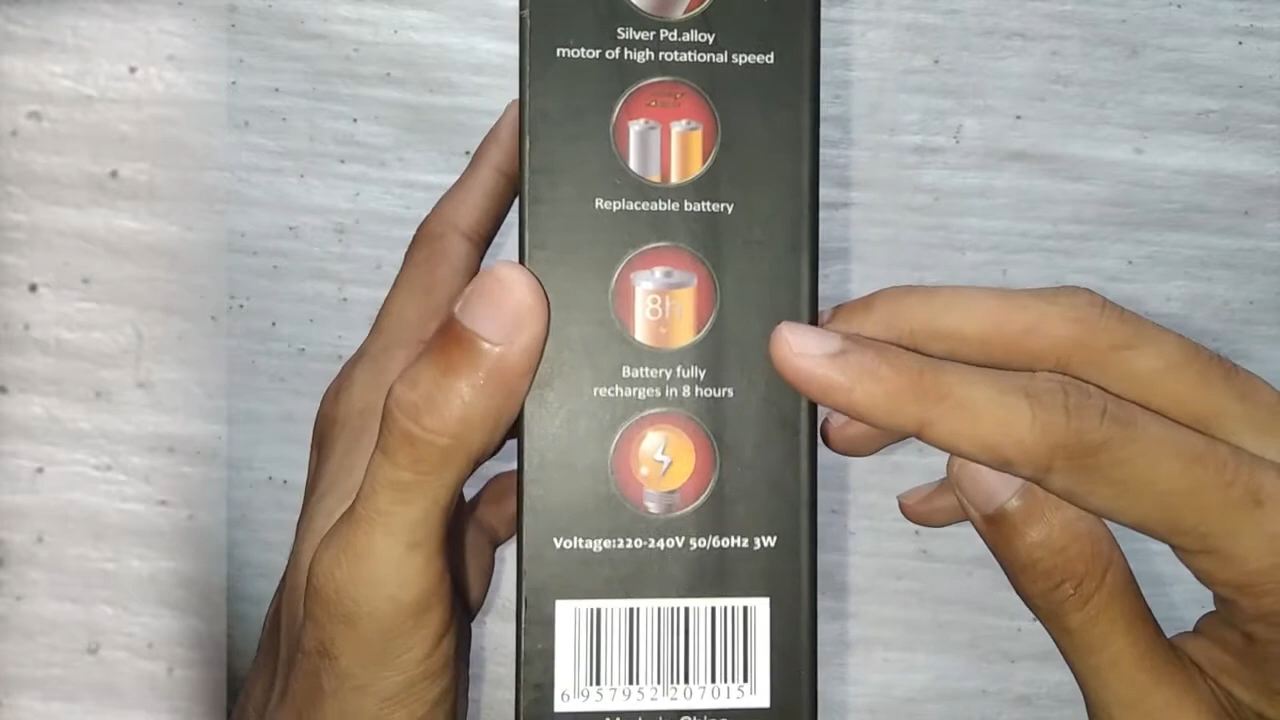 Silver Pd.alloy
motor of high rotational speed
Replaceable battery
8h
Battery fully
recharges in 8 hours
Voltage:220-240V 50/60Hz 3W
6 957952 207015